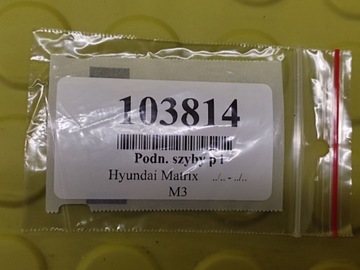 103814
Podn. szyby p l
Hyundai Matrix ../.. - ../..
M3